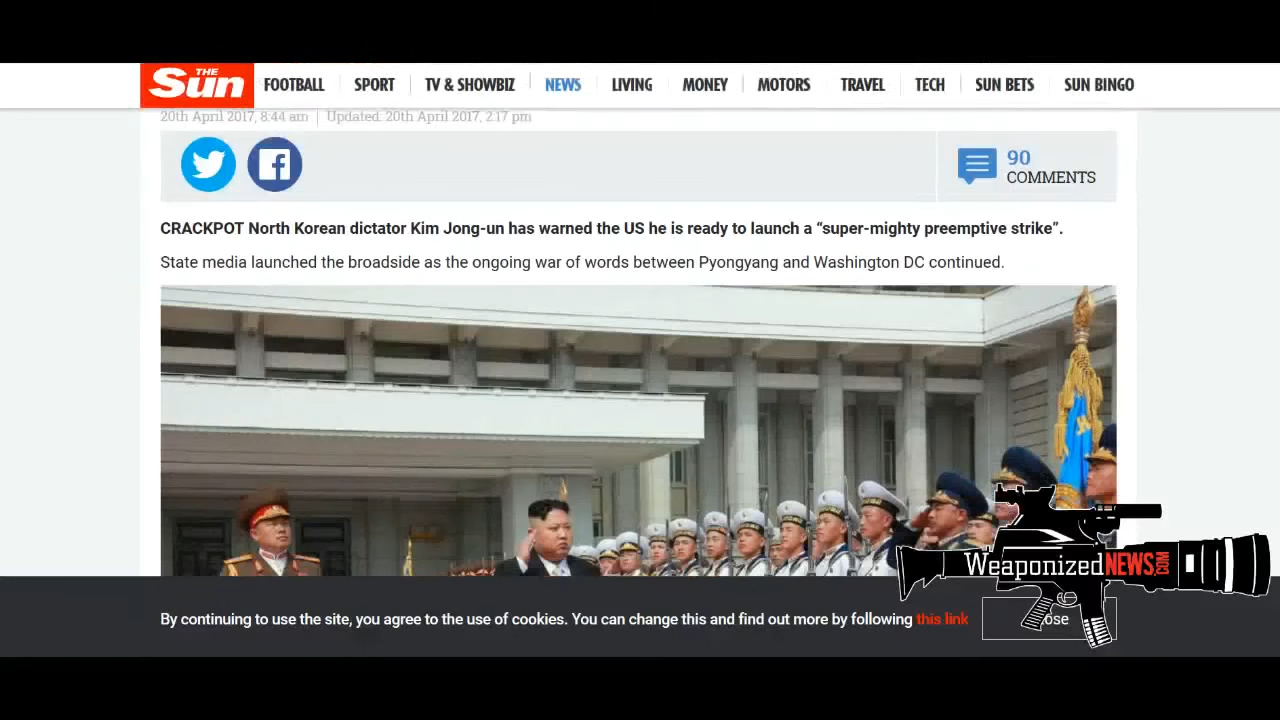 THE Sun
FOOTBALL SPORT TV & SHOWBIZ NEWS LIVING MONEY MOTORS TRAVEL TECH SUN BETS SUN BINGO
20th April 2017, 8:44 am Updated: 20th April 2017, 2:17 pm
90
COMMENTS
CRACKPOT North Korean dictator Kim Jong-un has warned the US he is ready to launch a “super-mighty preemptive strike”.
State media launched the broadside as the ongoing war of words between Pyongyang and Washington DC continued.
WEAPONIZEDNEWS.COM
By continuing to use the site, you agree to the use of cookies. You can change this and find out more by following this link